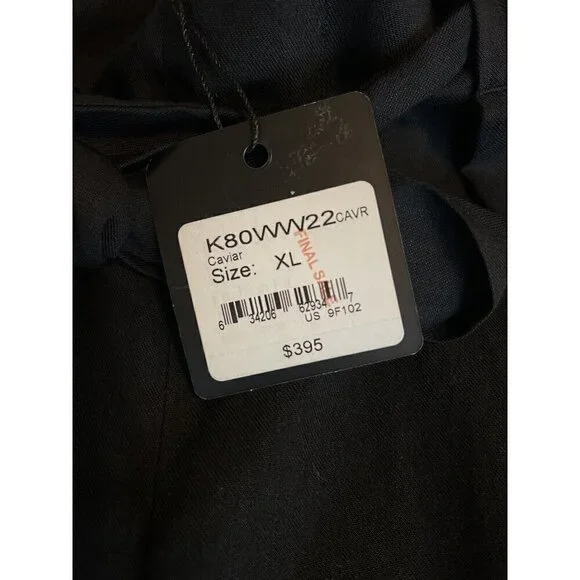 K80WW22CAVR
Caviar
Size: XL
FINAL SALE
6 34206 62934 7
US 9F102
$395